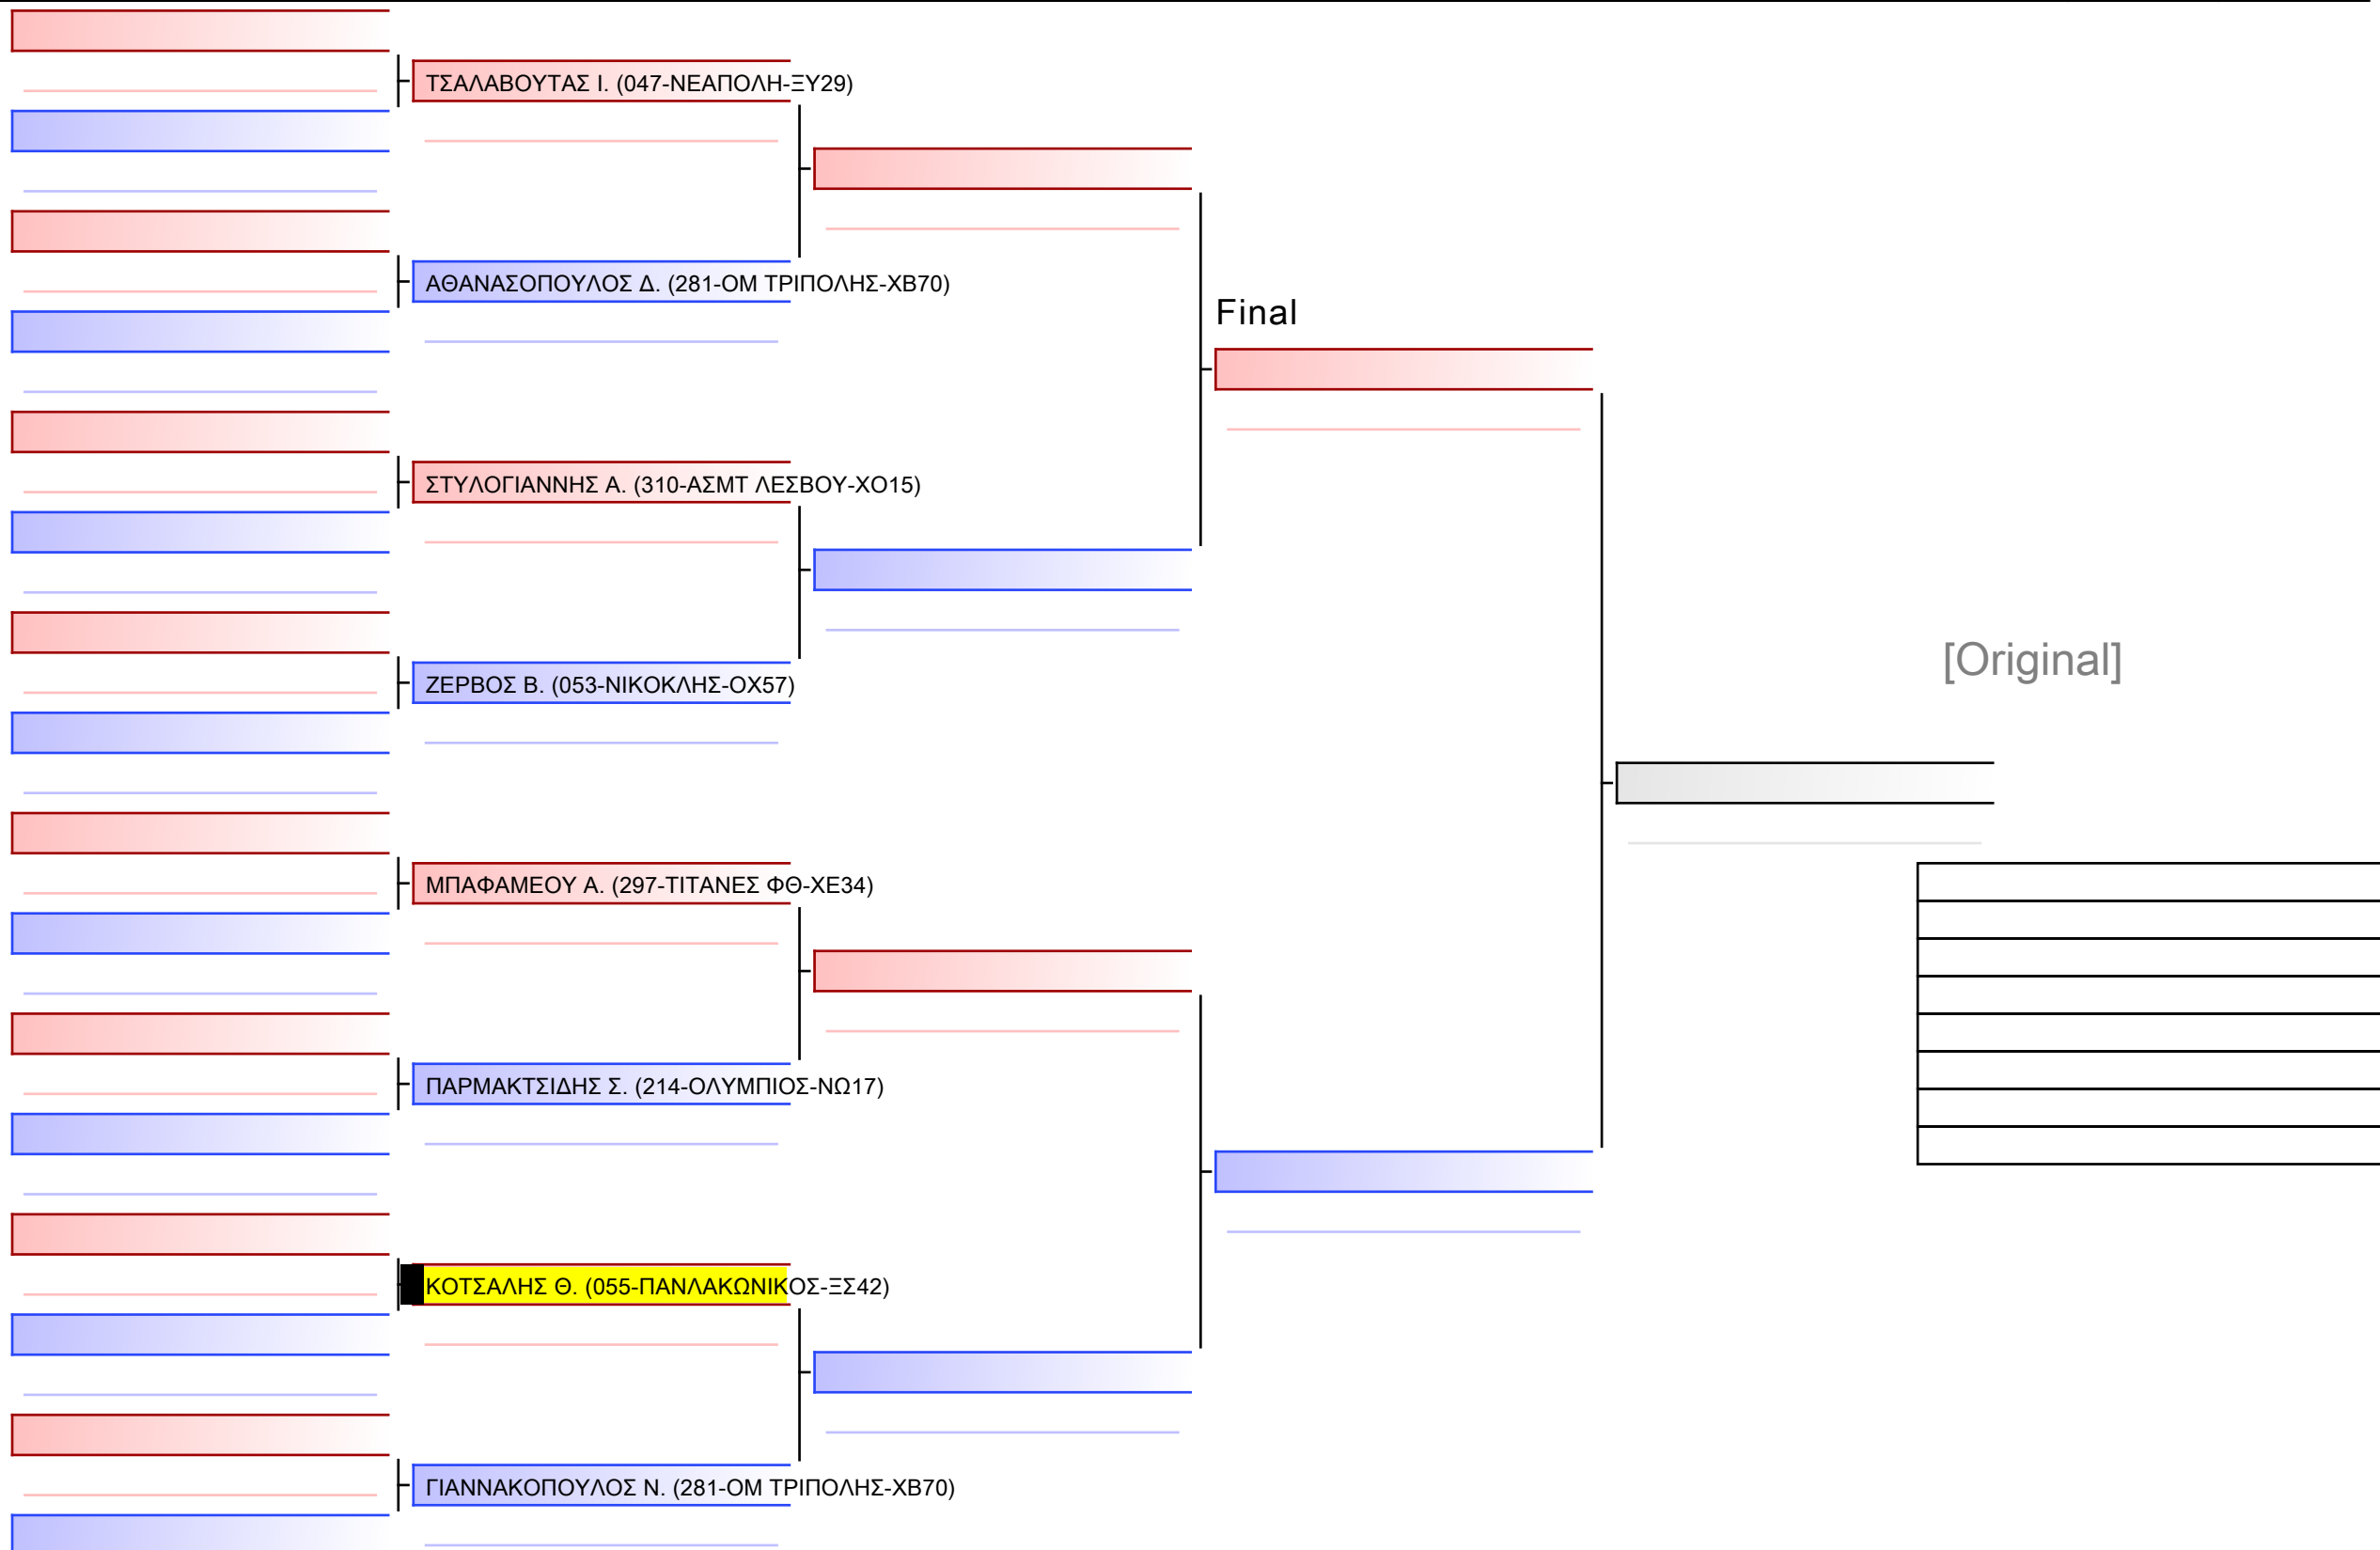 ΤΣΑΛΑΒΟΥΤΑΣ Ι. (047-ΝΕΑΠΟΛΗ-ΞΥ29)
ΑΘΑΝΑΣΟΠΟΥΛΟΣ Δ. (281-ΟΜ ΤΡΙΠΟΛΗΣ-ΧΒ70)
Final
ΣΤΥΛΟΓΙΑΝΝΗΣ Α. (310-ΑΣΜΤ ΛΕΣΒΟΥ-ΧΟ15)
[Original]
ΖΕΡΒΟΣ Β. (053-ΝΙΚΟΚΛΗΣ-ΟΧ57)
ΜΠΑΦΑΜΕΟΥ Α. (297-ΤΙΤΑΝΕΣ ΦΘ-ΧΕ34)
ΠΑΡΜΑΚΤΣΙΔΗΣ Σ. (214-ΟΛΥΜΠΙΟΣ-ΝΩ17)
ΚΟΤΣΑΛΗΣ Θ. (055-ΠΑΝΛΑΚΩΝΙΚΟΣ-ΞΣ42)
ΓΙΑΝΝΑΚΟΠΟΥΛΟΣ Ν. (281-ΟΜ ΤΡΙΠΟΛΗΣ-ΧΒ70)